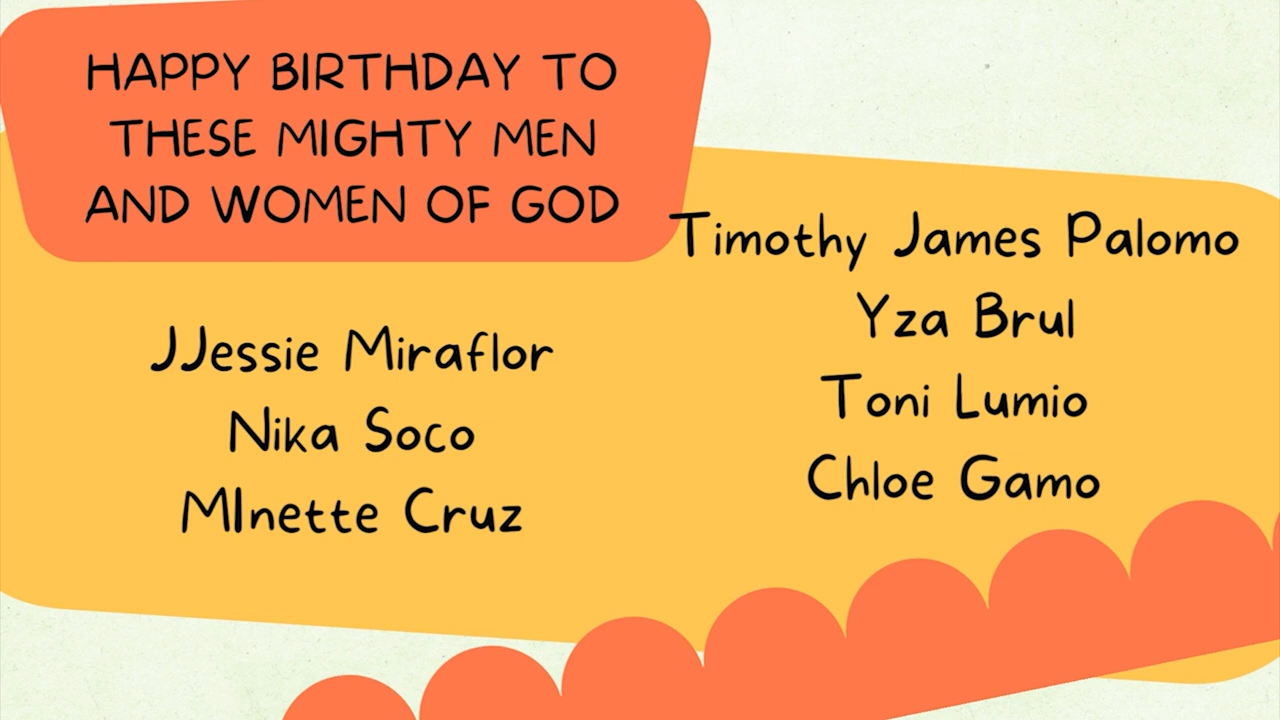 HAPPY BIRTHDAY TO
THESE MIGHTY MEN
AND WOMEN OF GOD
JJessie Miraflor
Nika Soco
MInette Cruz
Timothy James Palomo
Yza Brul
Toni Lumio
Chloe Gamo